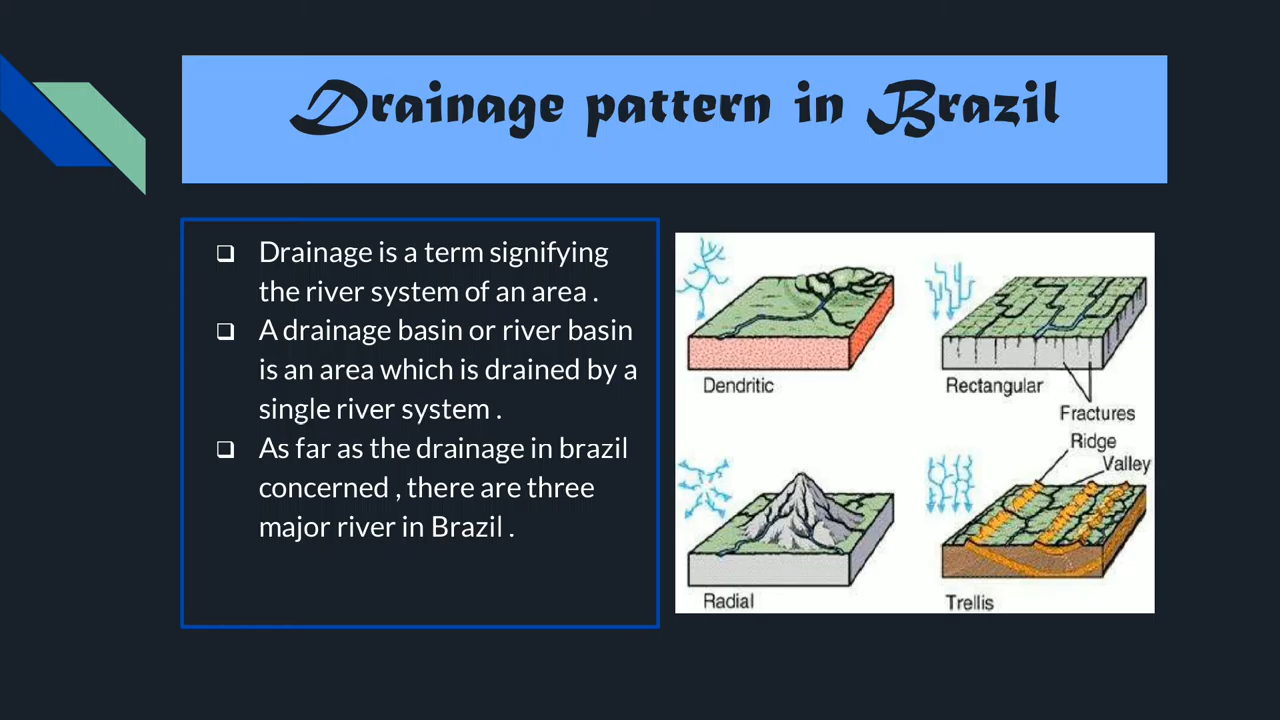 Drainage pattern in Brazil
Drainage is a term signifying
the river system of an area .
A drainage basin or river basin
is an area which is drained by a
single river system .
As far as the drainage in brazil
concerned , there are three
major river in Brazil .
Dendritic
Rectangular
Fractures
Ridge
Valley
Radial
Trellis